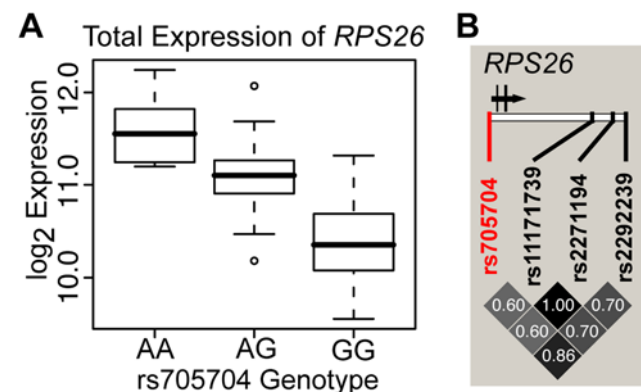 A
Total Expression of RPS26
log2 Expression
12.0
11.0
10.0
AA AG GG
rs705704 Genotype
B
RPS26
rs705704
rs11171739
rs2271194
rs2292239
0.60 1.00 0.70
0.60 0.70
0.86